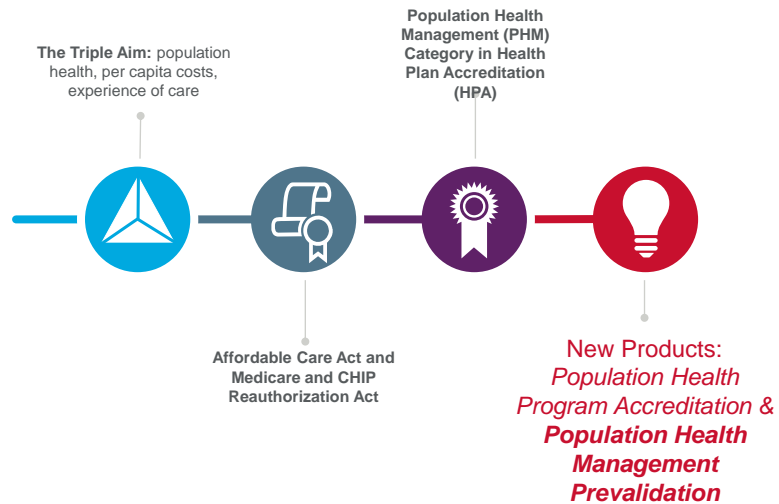 The Triple Aim: population
health, per capita costs,
experience of care
Affordable Care Act and
Medicare and CHIP
Reauthorization Act
Population Health
Management (PHM)
Category in Health
Plan Accreditation
(HPA)
New Products:
Population Health
Program Accreditation &
Population Health
Management
Prevalidation